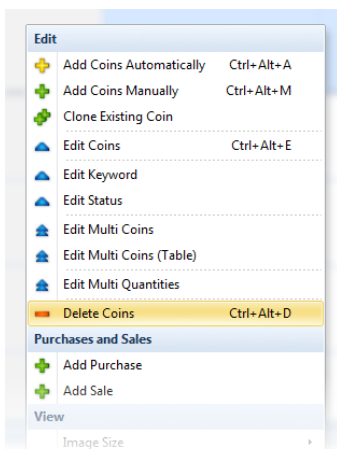 Edit
Add Coins Automatically Ctrl+Alt+A
Add Coins Manually Ctrl+Alt+M
Clone Existing Coin
Edit Coins Ctrl+Alt+E
Edit Keyword
Edit Status
Edit Multi Coins
Edit Multi Coins (Table)
Edit Multi Quantities
Delete Coins Ctrl+Alt+D
Purchases and Sales
Add Purchase
Add Sale
View
Image Size